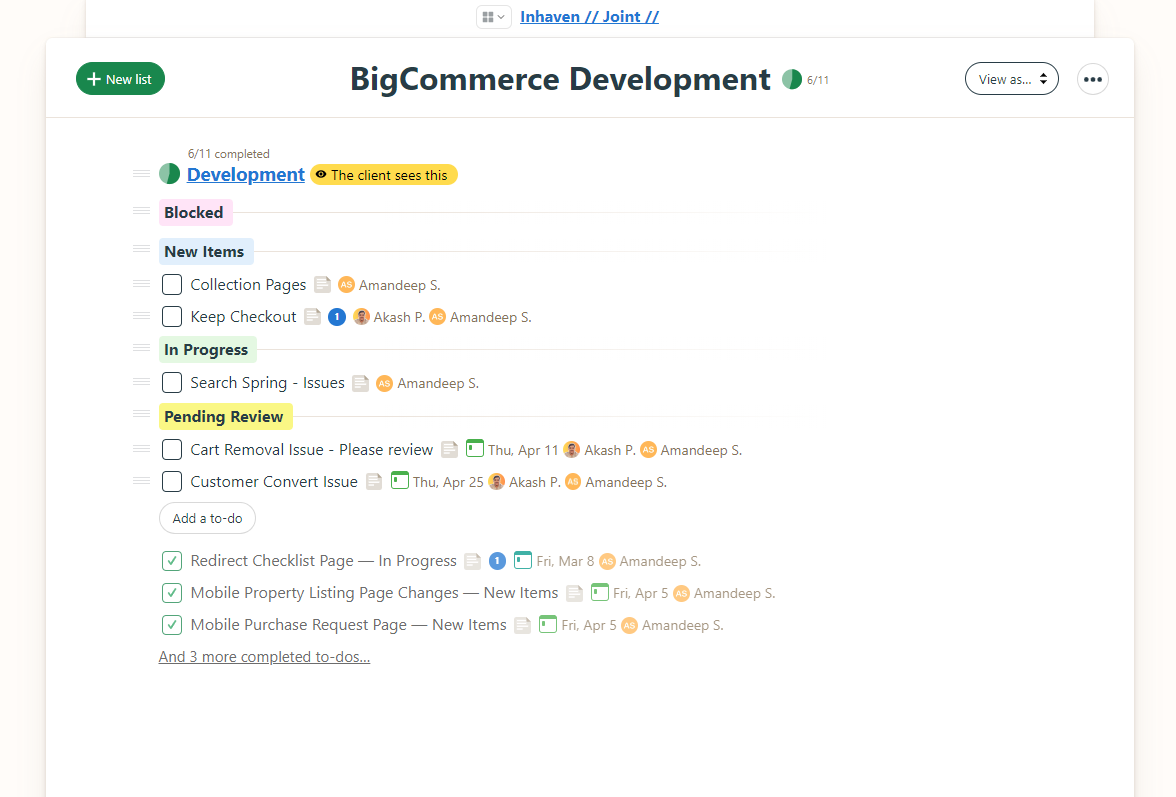 Inhaven // Joint //
New list
BigCommerce Development 6/11
View as...
6/11 completed
Development The client sees this
Blocked
New Items
Collection Pages AS Amandeep S.
Keep Checkout 1 Akash P. AS Amandeep S.
In Progress
Search Spring - Issues AS Amandeep S.
Pending Review
Cart Removal Issue - Please review Thu, Apr 11 Akash P. AS Amandeep S.
Customer Convert Issue Thu, Apr 25 Akash P. AS Amandeep S.
Add a to-do
Redirect Checklist Page — In Progress 1 Fri, Mar 8 AS Amandeep S.
Mobile Property Listing Page Changes — New Items Fri, Apr 5 AS Amandeep S.
Mobile Purchase Request Page — New Items Fri, Apr 5 AS Amandeep S.
And 3 more completed to-dos...